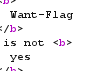 <b>
Want-Flag
</b>
is not <b>
yes
</b>